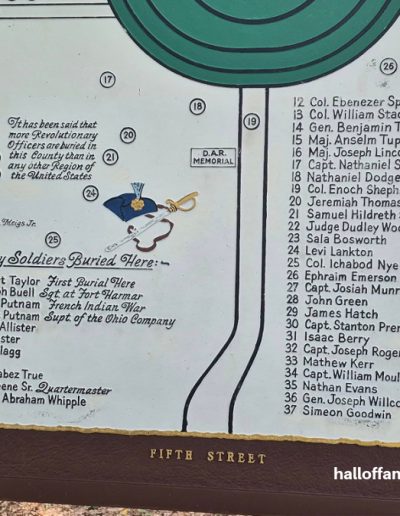 17
18
19
26
It has been said that
more Revolutionary
Officers are buried in
this County than in
any other Region of
the United States
20
21
D.A.R.
MEMORIAL
24
Meigs Jr.
25
y Soldiers Buried Here:-
t Taylor First Burial Here
ph Buell Sgt. at Fort Harmar
Putnam French Indian War
Putnam Supt. of the Ohio Company
Allister
ster
lagg
abez True
eene Sr. Quartermaster
Abraham Whipple
12 Col. Ebenezer Sp
13 Col. William Stac
14 Gen. Benjamin T
15 Maj. Anselm Tup
16 Maj. Joseph Linco
17 Capt. Nathaniel S
18 Nathaniel Dodge
19 Col. Enoch Sheph
20 Jeremiah Thomas
21 Samuel Hildreth S
22 Judge Dudley Woo
23 Sala Bosworth
24 Levi Lankton
25 Col. Ichabod Nye
26 Ephraim Emerson
27 Capt. Josiah Munr
28 John Green
29 James Hatch
30 Capt. Stanton Pren
31 Isaac Berry
32 Capt. Joseph Roger
33 Mathew Kerr
34 Capt. William Moul
35 Nathan Evans
36 Gen. Joseph Willco
37 Simeon Goodwin
FIFTH STREET
halloffan